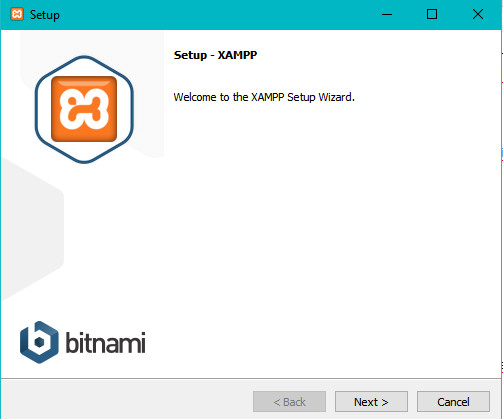 Setup
Setup - XAMPP
Welcome to the XAMPP Setup Wizard.
bitnami
< Back
Next >
Cancel